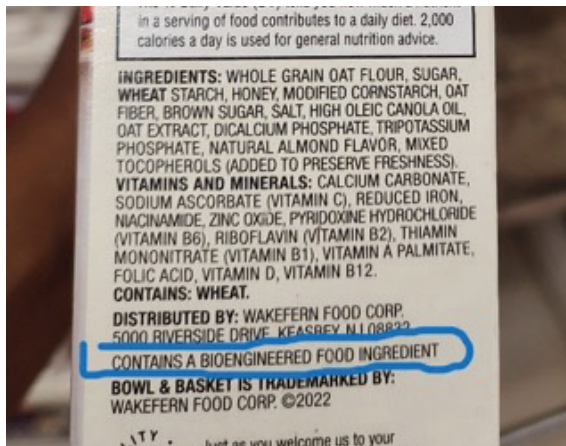 in a serving of food contributes to a daily diet. 2,000
calories a day is used for general nutrition advice.
INGREDIENTS: WHOLE GRAIN OAT FLOUR, SUGAR,
WHEAT STARCH, HONEY, MODIFIED CORNSTARCH, OAT
FIBER, BROWN SUGAR, SALT, HIGH OLEIC CANOLA OIL,
OAT EXTRACT, DICALCIUM PHOSPHATE, TRIPOTASSIUM
PHOSPHATE, NATURAL ALMOND FLAVOR, MIXED
TOCOPHEROLS (ADDED TO PRESERVE FRESHNESS).
VITAMINS AND MINERALS: CALCIUM CARBONATE,
SODIUM ASCORBATE (VITAMIN C), REDUCED IRON,
NIACINAMIDE, ZINC OXIDE, PYRIDOXINE HYDROCHLORIDE
(VITAMIN B6), RIBOFLAVIN (VITAMIN B2), THIAMIN
MONONITRATE (VITAMIN B1), VITAMIN A PALMITATE,
FOLIC ACID, VITAMIN D, VITAMIN B12.
CONTAINS: WHEAT.
DISTRIBUTED BY: WAKEFERN FOOD CORP.
5000 RIVERSIDE DRIVE, KEASBEY, NJ 08832
CONTAINS A BIOENGINEERED FOOD INGREDIENT
BOWL & BASKET IS TRADEMARKED BY:
WAKEFERN FOOD CORP. ©2022
Just as you welcome us to your